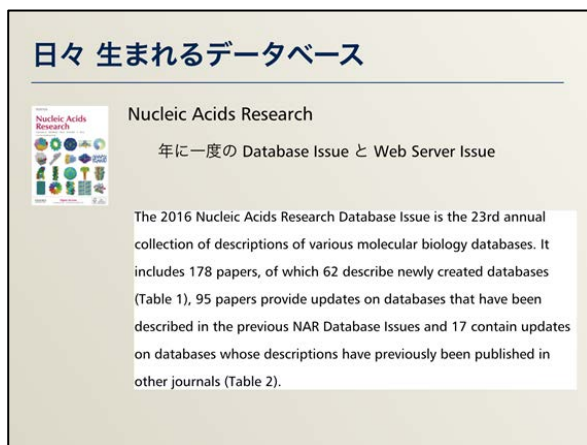 日々 生まれるデータベース
Nucleic Acids Research
年に一度の Database Issue と Web Server Issue
Nucleic Acids
Research
The 2016 Nucleic Acids Research Database Issue is the 23rd annual
collection of descriptions of various molecular biology databases. It
includes 178 papers, of which 62 describe newly created databases
(Table 1), 95 papers provide updates on databases that have been
described in the previous NAR Database Issues and 17 contain updates
on databases whose descriptions have previously been published in
other journals (Table 2).